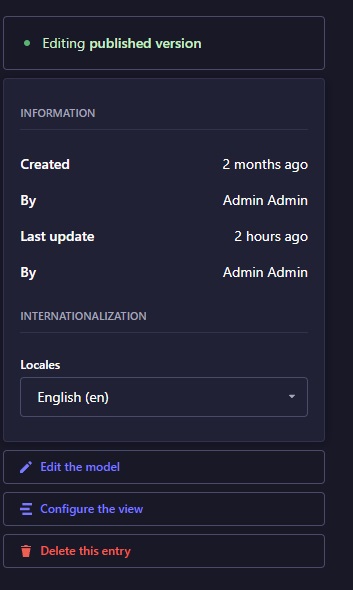 Editing published version
INFORMATION
Created 2 months ago
By Admin Admin
Last update 2 hours ago
By Admin Admin
INTERNATIONALIZATION
Locales
English (en)
Edit the model
Configure the view
Delete this entry